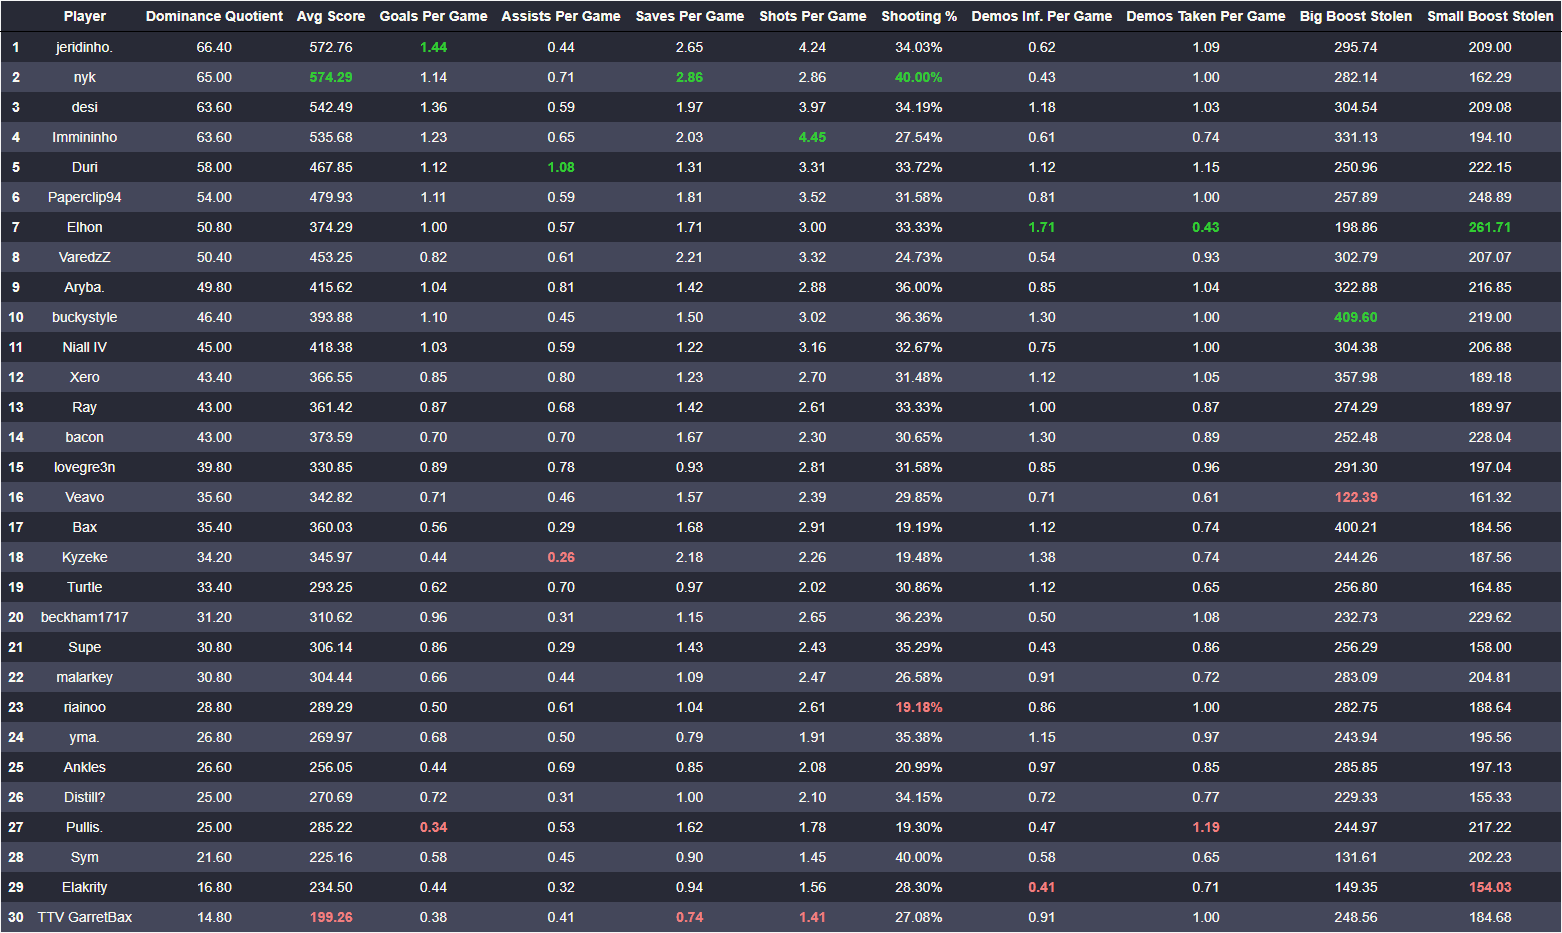 Player Dominance Quotient Avg Score Goals Per Game Assists Per Game Saves Per Game Shots Per Game Shooting % Demos Inf. Per Game Demos Taken Per Game Big Boost Stolen Small Boost Stolen
1 jeridinho. 66.40 572.76 1.44 0.44 2.65 4.24 34.03% 0.62 1.09 295.74 209.00
2 nyk 65.00 574.29 1.14 0.71 2.86 2.86 40.00% 0.43 1.00 282.14 162.29
3 desi 63.60 542.49 1.36 0.59 1.97 3.97 34.19% 1.18 1.03 304.54 209.08
4 Immininho 63.60 535.68 1.23 0.65 2.03 4.45 27.54% 0.61 0.74 331.13 194.10
5 Duri 58.00 467.85 1.12 1.08 1.31 3.31 33.72% 1.12 1.15 250.96 222.15
6 Paperclip94 54.00 479.93 1.11 0.59 1.81 3.52 31.58% 0.81 1.00 257.89 248.89
7 Elhon 50.80 374.29 1.00 0.57 1.71 3.00 33.33% 1.71 0.43 198.86 261.71
8 VaredzZ 50.40 453.25 0.82 0.61 2.21 3.32 24.73% 0.54 0.93 302.79 207.07
9 Aryba. 49.80 415.62 1.04 0.81 1.42 2.88 36.00% 0.85 1.04 322.88 216.85
10 buckystyle 46.40 393.88 1.10 0.45 1.50 3.02 36.36% 1.30 1.00 409.60 219.00
11 Niall IV 45.00 418.38 1.03 0.59 1.22 3.16 32.67% 0.75 1.00 304.38 206.88
12 Xero 43.40 366.55 0.85 0.80 1.23 2.70 31.48% 1.12 1.05 357.98 189.18
13 Ray 43.00 361.42 0.87 0.68 1.42 2.61 33.33% 1.00 0.87 274.29 189.97
14 bacon 43.00 373.59 0.70 0.70 1.67 2.30 30.65% 1.30 0.89 252.48 228.04
15 lovegre3n 39.80 330.85 0.89 0.78 0.93 2.81 31.58% 0.85 0.96 291.30 197.04
16 Veavo 35.60 342.82 0.71 0.46 1.57 2.39 29.85% 0.71 0.61 122.39 161.32
17 Bax 35.40 360.03 0.56 0.29 1.68 2.91 19.19% 1.12 0.74 400.21 184.56
18 Kyzeke 34.20 345.97 0.44 0.26 2.18 2.26 19.48% 1.38 0.74 244.26 187.56
19 Turtle 33.40 293.25 0.62 0.70 0.97 2.02 30.86% 1.12 0.65 256.80 164.85
20 beckham1717 31.20 310.62 0.96 0.31 1.15 2.65 36.23% 0.50 1.08 232.73 229.62
21 Supe 30.80 306.14 0.86 0.29 1.43 2.43 35.29% 0.43 0.86 256.29 158.00
22 malarkey 30.80 304.44 0.66 0.44 1.09 2.47 26.58% 0.91 0.72 283.09 204.81
23 riainoo 28.80 289.29 0.50 0.61 1.04 2.61 19.18% 0.86 1.00 282.75 188.64
24 yma. 26.80 269.97 0.68 0.50 0.79 1.91 35.38% 1.15 0.97 243.94 195.56
25 Ankles 26.60 256.05 0.44 0.69 0.85 2.08 20.99% 0.97 0.85 285.85 197.13
26 Distill? 25.00 270.69 0.72 0.31 1.00 2.10 34.15% 0.72 0.77 229.33 155.33
27 Pullis. 25.00 285.22 0.34 0.53 1.62 1.78 19.30% 0.47 1.19 244.97 217.22
28 Sym 21.60 225.16 0.58 0.45 0.90 1.45 40.00% 0.58 0.65 131.61 202.23
29 Elakrity 16.80 234.50 0.44 0.32 0.94 1.56 28.30% 0.41 0.71 149.35 154.03
30 TTV GarretBax 14.80 199.26 0.38 0.41 0.74 1.41 27.08% 0.91 1.00 248.56 184.68